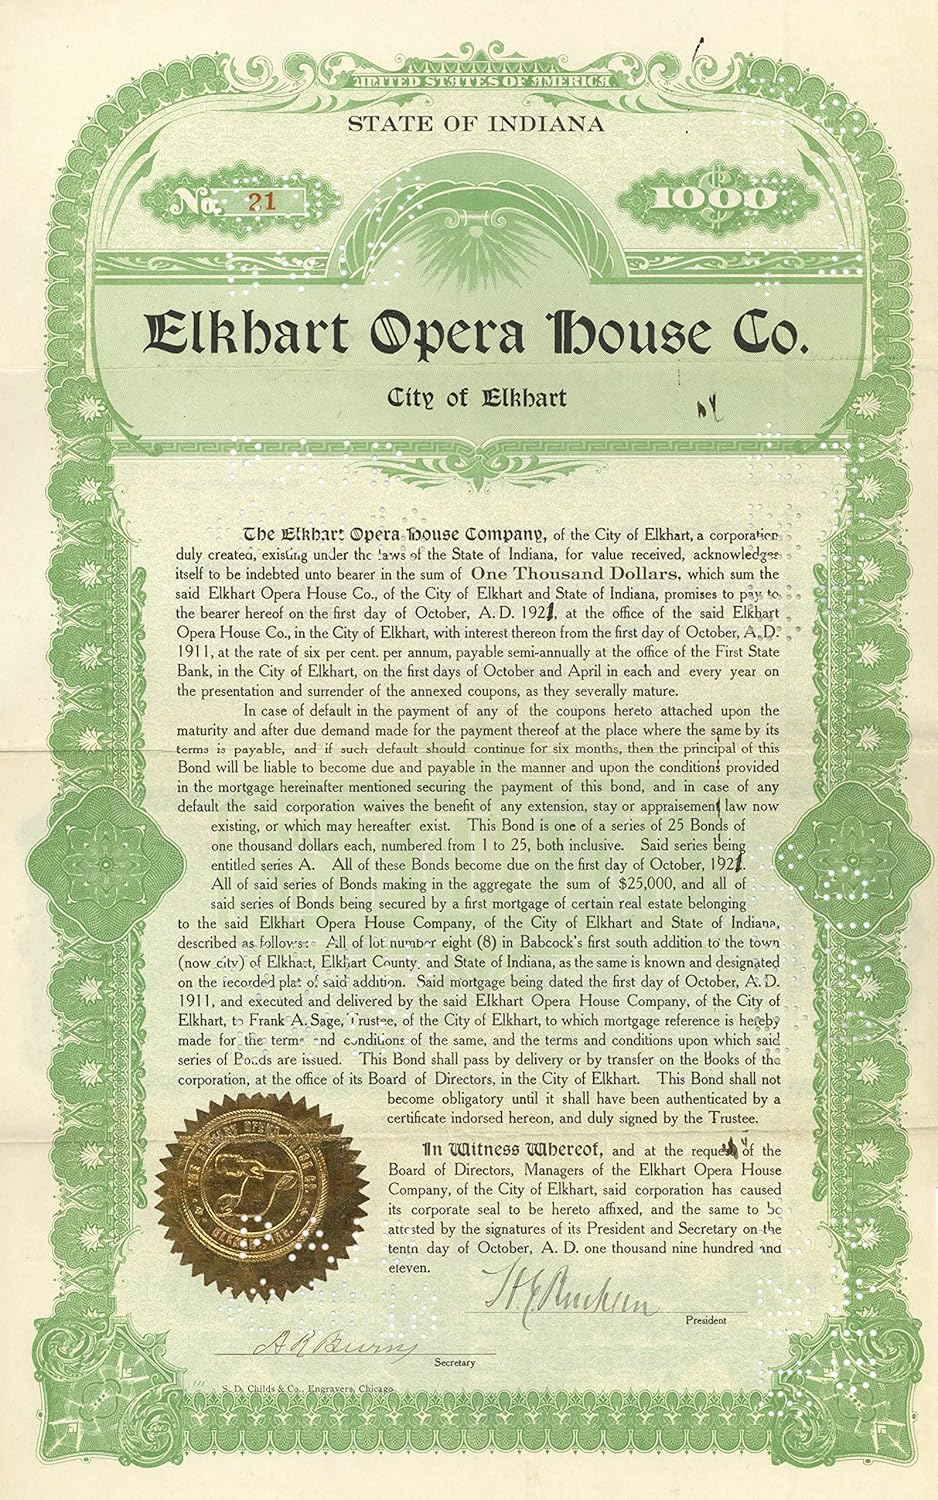 UNITED STATES OF AMERICA
STATE OF INDIANA
No. 21
$1000
Elkhart Opera House Co.
City of Elkhart
The Elkhart Opera House Company, of the City of Elkhart, a corporation
duly created, existing under the laws of the State of Indiana, for value received, acknowledges
itself to be indebted unto bearer in the sum of One Thousand Dollars, which sum the
said Elkhart Opera House Co., of the City of Elkhart and State of Indiana, promises to pay to
the bearer hereof on the first day of October, A. D. 1921, at the office of the said Elkhart
Opera House Co., in the City of Elkhart, with interest thereon from the first day of October, A. D.
1911, at the rate of six per cent. per annum, payable semi-annually at the office of the First State
Bank, in the City of Elkhart, on the first days of October and April in each and every year on
the presentation and surrender of the annexed coupons, as they severally mature.
In case of default in the payment of any of the coupons hereto attached upon the
maturity and after due demand made for the payment thereof at the place where the same by its
terms is payable, and if such default should continue for six months, then the principal of this
Bond will be liable to become due and payable in the manner and upon the conditions provided
in the mortgage hereinafter mentioned securing the payment of this bond, and in case of any
default the said corporation waives the benefit of any extension, stay or appraisement law now
existing, or which may hereafter exist. This Bond is one of a series of 25 Bonds of
one thousand dollars each, numbered from 1 to 25, both inclusive. Said series being
entitled series A. All of these Bonds become due on the first day of October, 1921.
All of said series of Bonds making in the aggregate the sum of $25,000, and all of
said series of Bonds being secured by a first mortgage of certain real estate belonging
to the said Elkhart Opera House Company, of the City of Elkhart and State of Indiana,
described as follows: All of lot number eight (8) in Babcock's first south addition to the town
(now city) of Elkhart, Elkhart County, and State of Indiana, as the same is known and designated
on the recorded plat of said addition. Said mortgage being dated the first day of October, A. D.
1911, and executed and delivered by the said Elkhart Opera House Company, of the City of
Elkhart, to Frank A. Sage, Trustee, of the City of Elkhart, to which mortgage reference is hereby
made for the terms and conditions of the same, and the terms and conditions upon which said
series of Bonds are issued. This Bond shall pass by delivery or by transfer on the books of the
corporation, at the office of its Board of Directors, in the City of Elkhart. This Bond shall not
become obligatory until it shall have been authenticated by a
certificate indorsed hereon, and duly signed by the Trustee.
In Witness Whereof, and at the request of the
Board of Directors, Managers of the Elkhart Opera House
Company, of the City of Elkhart, said corporation has caused
its corporate seal to be hereto affixed, and the same to be
attested by the signatures of its President and Secretary on the
tenth day of October, A. D. one thousand nine hundred and
eleven.
President
A R Burns
Secretary
S. D. Childs & Co., Engravers, Chicago